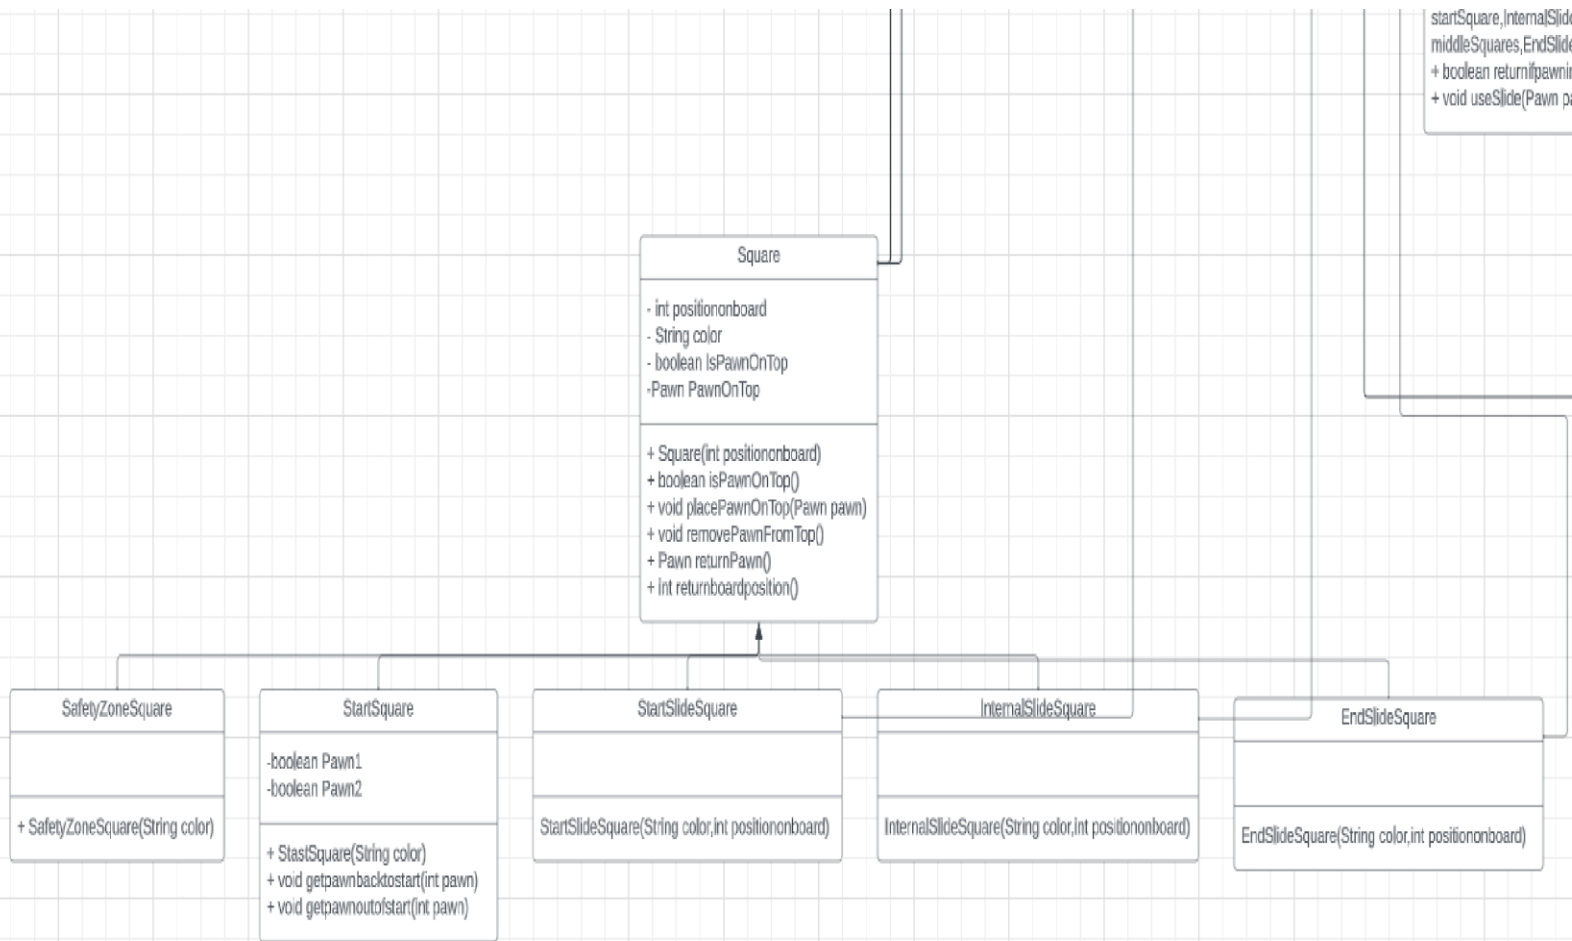 startSquare,InternalSlide
middleSquares,EndSlide
+ boolean returnifpawnin
+ void useSlide(Pawn pa
Square
- int positiononboard
- String color
- boolean IsPawnOnTop
-Pawn PawnOnTop
+ Square(int positiononboard)
+ boolean isPawnOnTop()
+ void placePawnOnTop(Pawn pawn)
+ void removePawnFromTop()
+ Pawn returnPawn()
+ int returnboardposition()
SafetyZoneSquare
+ SafetyZoneSquare(String color)
StartSquare
-boolean Pawn1
-boolean Pawn2
+ StastSquare(String color)
+ void getpawnbacktostart(int pawn)
+ void getpawnoutofstart(int pawn)
StartSlideSquare
StartSlideSquare(String color,int positiononboard)
InternalSlideSquare
InternalSlideSquare(String color,int positiononboard)
EndSlideSquare
EndSlideSquare(String color,int positiononboard)